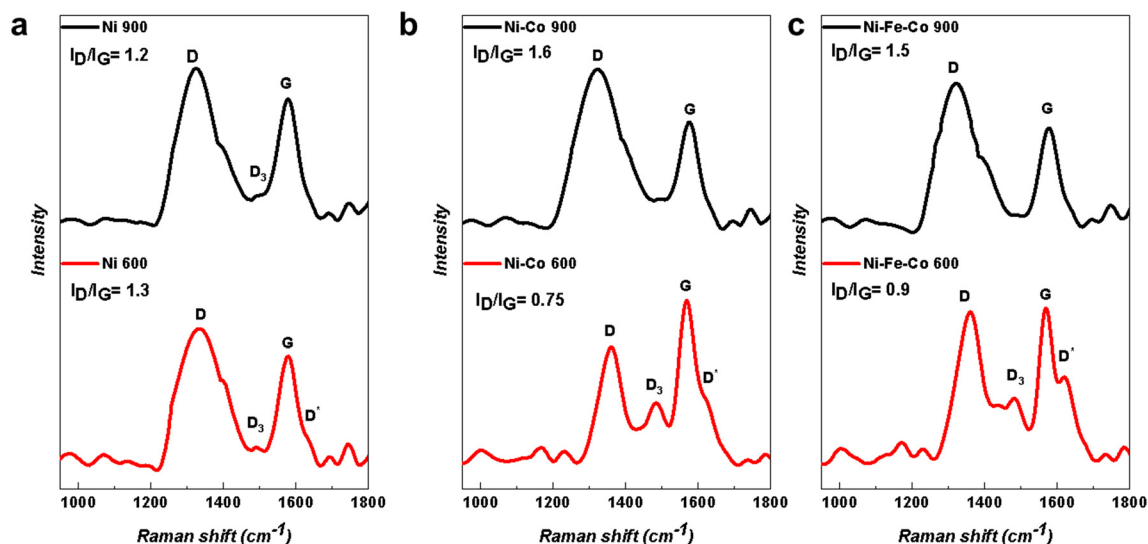 a
Ni 900
I_D/I_G= 1.2
D
G
D_3
Ni 600
I_D/I_G= 1.3
D
G
D_3
D*
Intensity
1000 1200 1400 1600 1800
Raman shift (cm^-1)
b
Ni-Co 900
I_D/I_G= 1.6
D
G
Ni-Co 600
I_D/I_G= 0.75
D
G
D_3
D*
Intensity
1000 1200 1400 1600 1800
Raman shift (cm^-1)
c
Ni-Fe-Co 900
I_D/I_G= 1.5
D
G
Ni-Fe-Co 600
I_D/I_G= 0.9
D
G
D_3
D*
Intensity
1000 1200 1400 1600 1800
Raman shift (cm^-1)